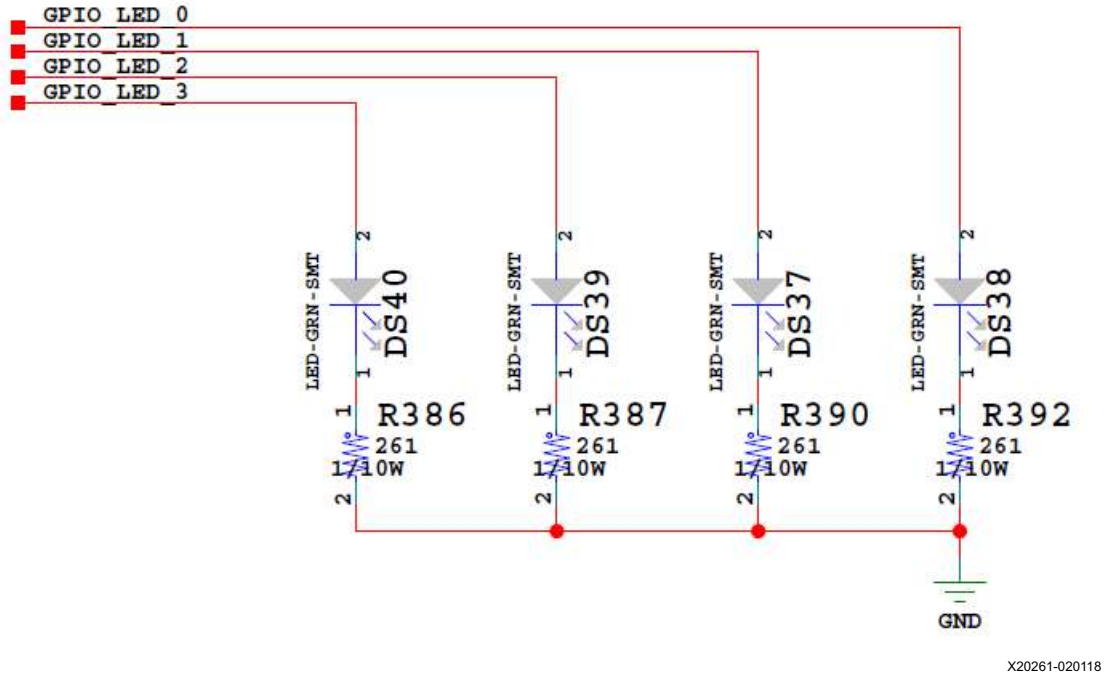 GPIO_LED_0
GPIO_LED_1
GPIO_LED_2
GPIO_LED_3
2
2
2
2
LED-GRN-SMT
DS40
LED-GRN-SMT
DS39
LED-GRN-SMT
DS37
LED-GRN-SMT
DS38
1
1
1
1
1
R386
1
R387
1
R390
1
R392
261
261
261
261
1/10W
1/10W
1/10W
1/10W
2
2
2
2
GND
X20261-020118